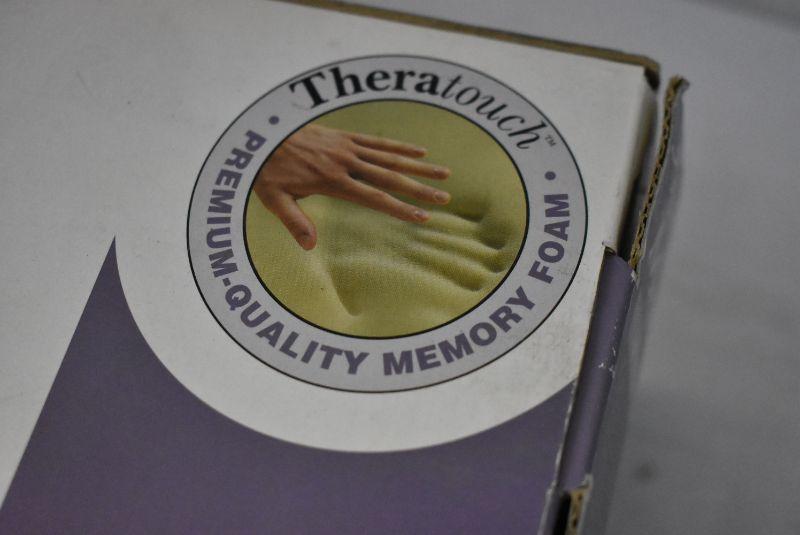 Theratouch™
• PREMIUM-QUALITY MEMORY FOAM •